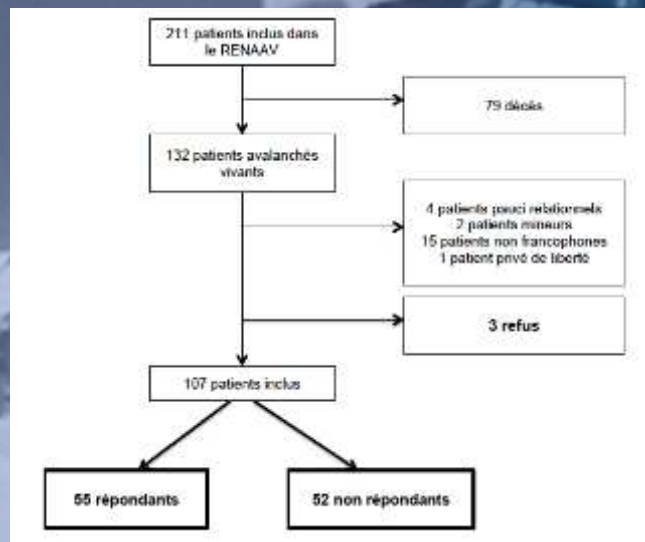 211 patients inclus dans
le RENAAV
79 décès
132 patients avalanchés
vivants
4 patients pauci relationnels
2 patients mineurs
15 patients non francophones
1 patient privé de liberté
3 refus
107 patients inclus
55 répondants
52 non répondants